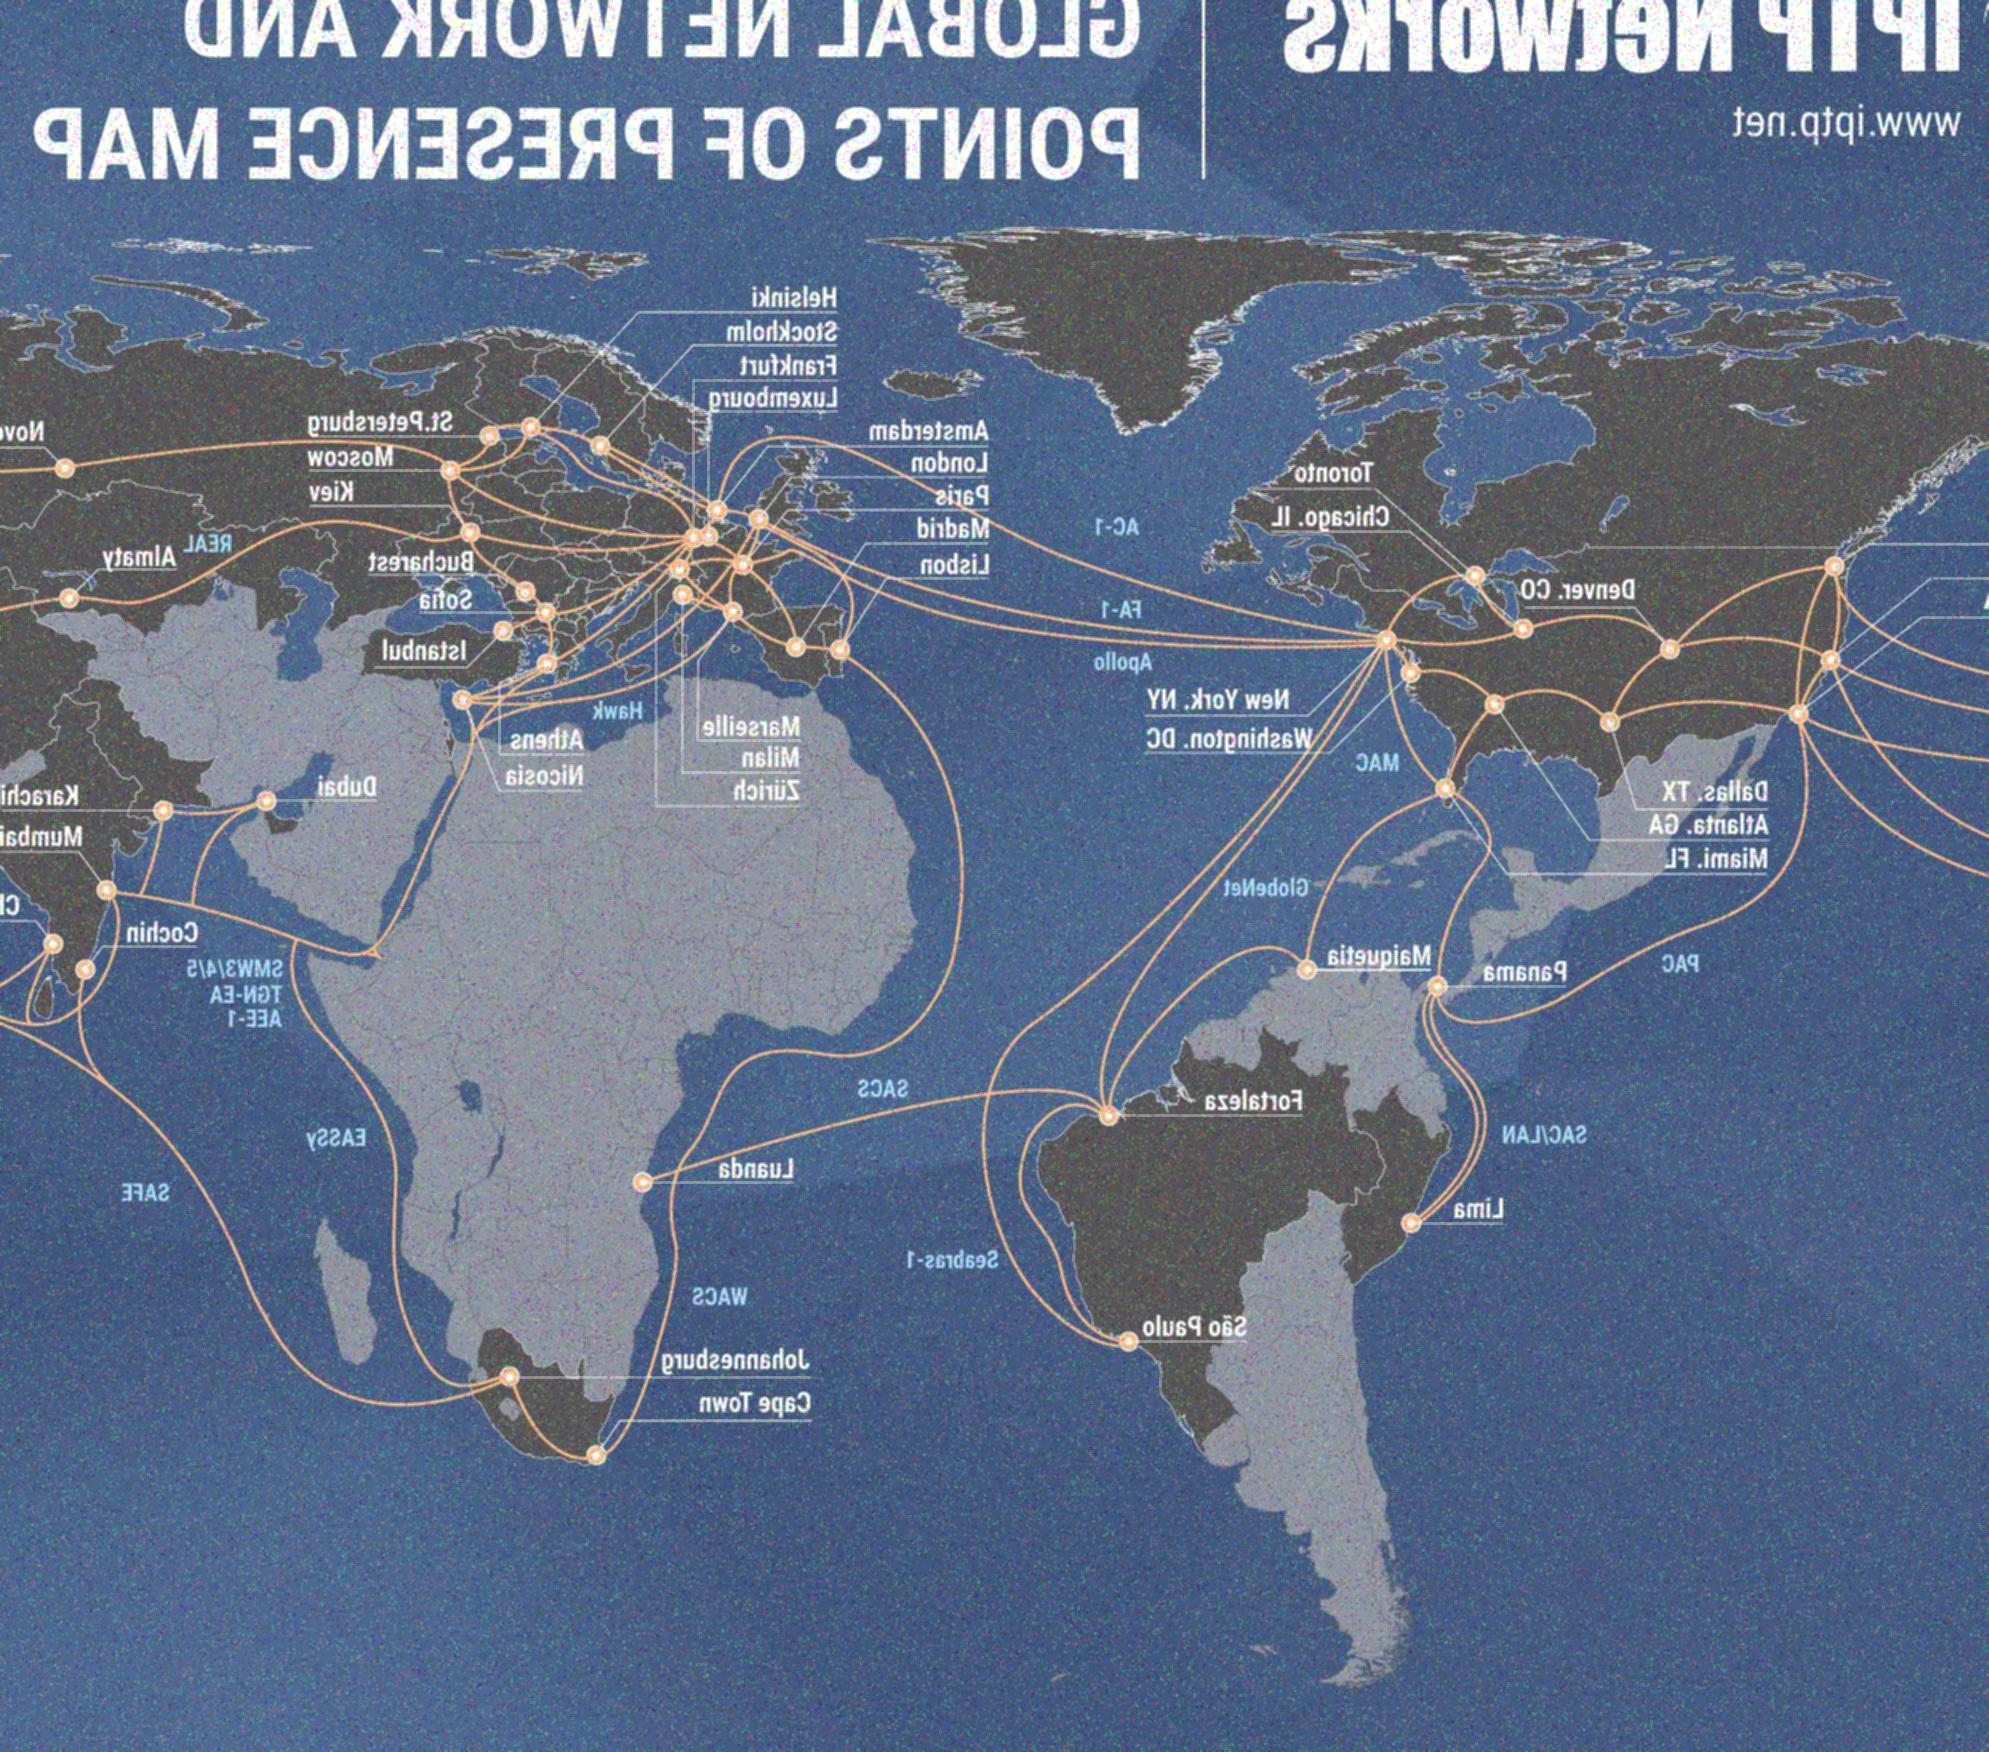 IPTP Networks
www.iptp.net
GLOBAL NETWORK AND
POINTS OF PRESENCE MAP
Helsinki
Stockholm
Frankfurt
Luxembourg
Amsterdam
London
Paris
Madrid
Lisbon
St.Petersburg
Moscow
Kiev
Bucharest
Sofia
Istanbul
Almaty
REAL
Toronto
Chicago. IL
Denver. CO
AC-1
FA-1
Apollo
New York. NY
Washington. DC
MAC
Dallas. TX
Atlanta. GA
Miami. FL
Hawk
Athens
Nicosia
Marseille
Milan
Zürich
Dubai
Karachi
Mumbai
Cochin
SMW3/4/5
TGN-EA
AEE-1
GlobeNet
Maiquetia
Panama
PAC
SACS
Fortaleza
SAC/LAN
Lima
EASSy
SAFE
Luanda
WACS
Seabras-1
São Paulo
Johannesburg
Cape Town